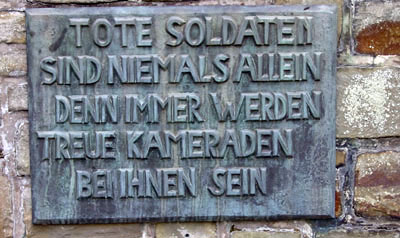 TOTE SOLDATEN
SIND NIEMALS ALLEIN
DENN IMMER WERDEN
TREUE KAMERADEN
BEI IHNEN SEIN